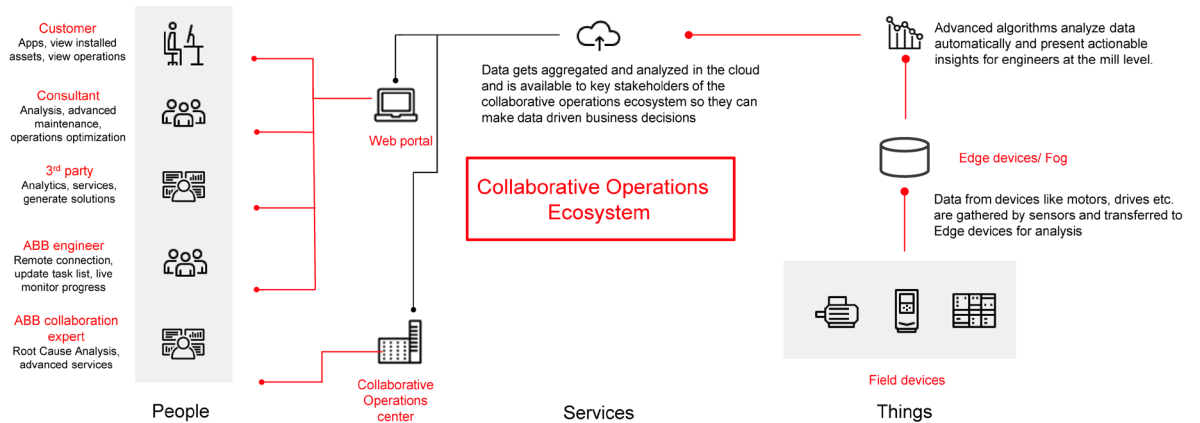 Customer
Apps, view installed
assets, view operations
Consultant
Analysis, advanced
maintenance,
operations optimization
3rd party
Analytics, services,
generate solutions
ABB engineer
Remote connection,
update task list, live
monitor progress
ABB collaboration
expert
Root Cause Analysis,
advanced services
People
Web portal
Collaborative
Operations
center
Data gets aggregated and analyzed in the cloud
and is available to key stakeholders of the
collaborative operations ecosystem so they can
make data driven business decisions
Collaborative Operations
Ecosystem
Services
Advanced algorithms analyze data
automatically and present actionable
insights for engineers at the mill level.
Edge devices/ Fog
Data from devices like motors, drives etc.
are gathered by sensors and transferred to
Edge devices for analysis
Field devices
Things